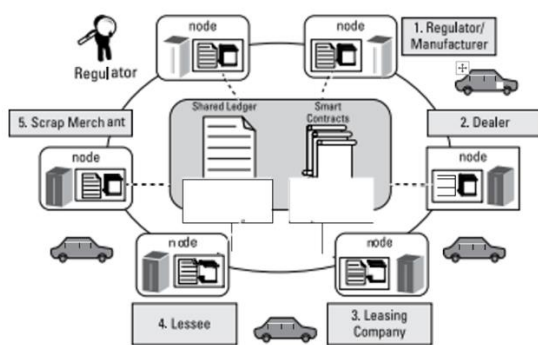 node
node
1. Regulator/
Manufacturer
Regulator
Shared Ledger
Smart
Contracts
5. Scrap Merchant
2. Dealer
node
node
node
node
4. Lessee
3. Leasing
Company